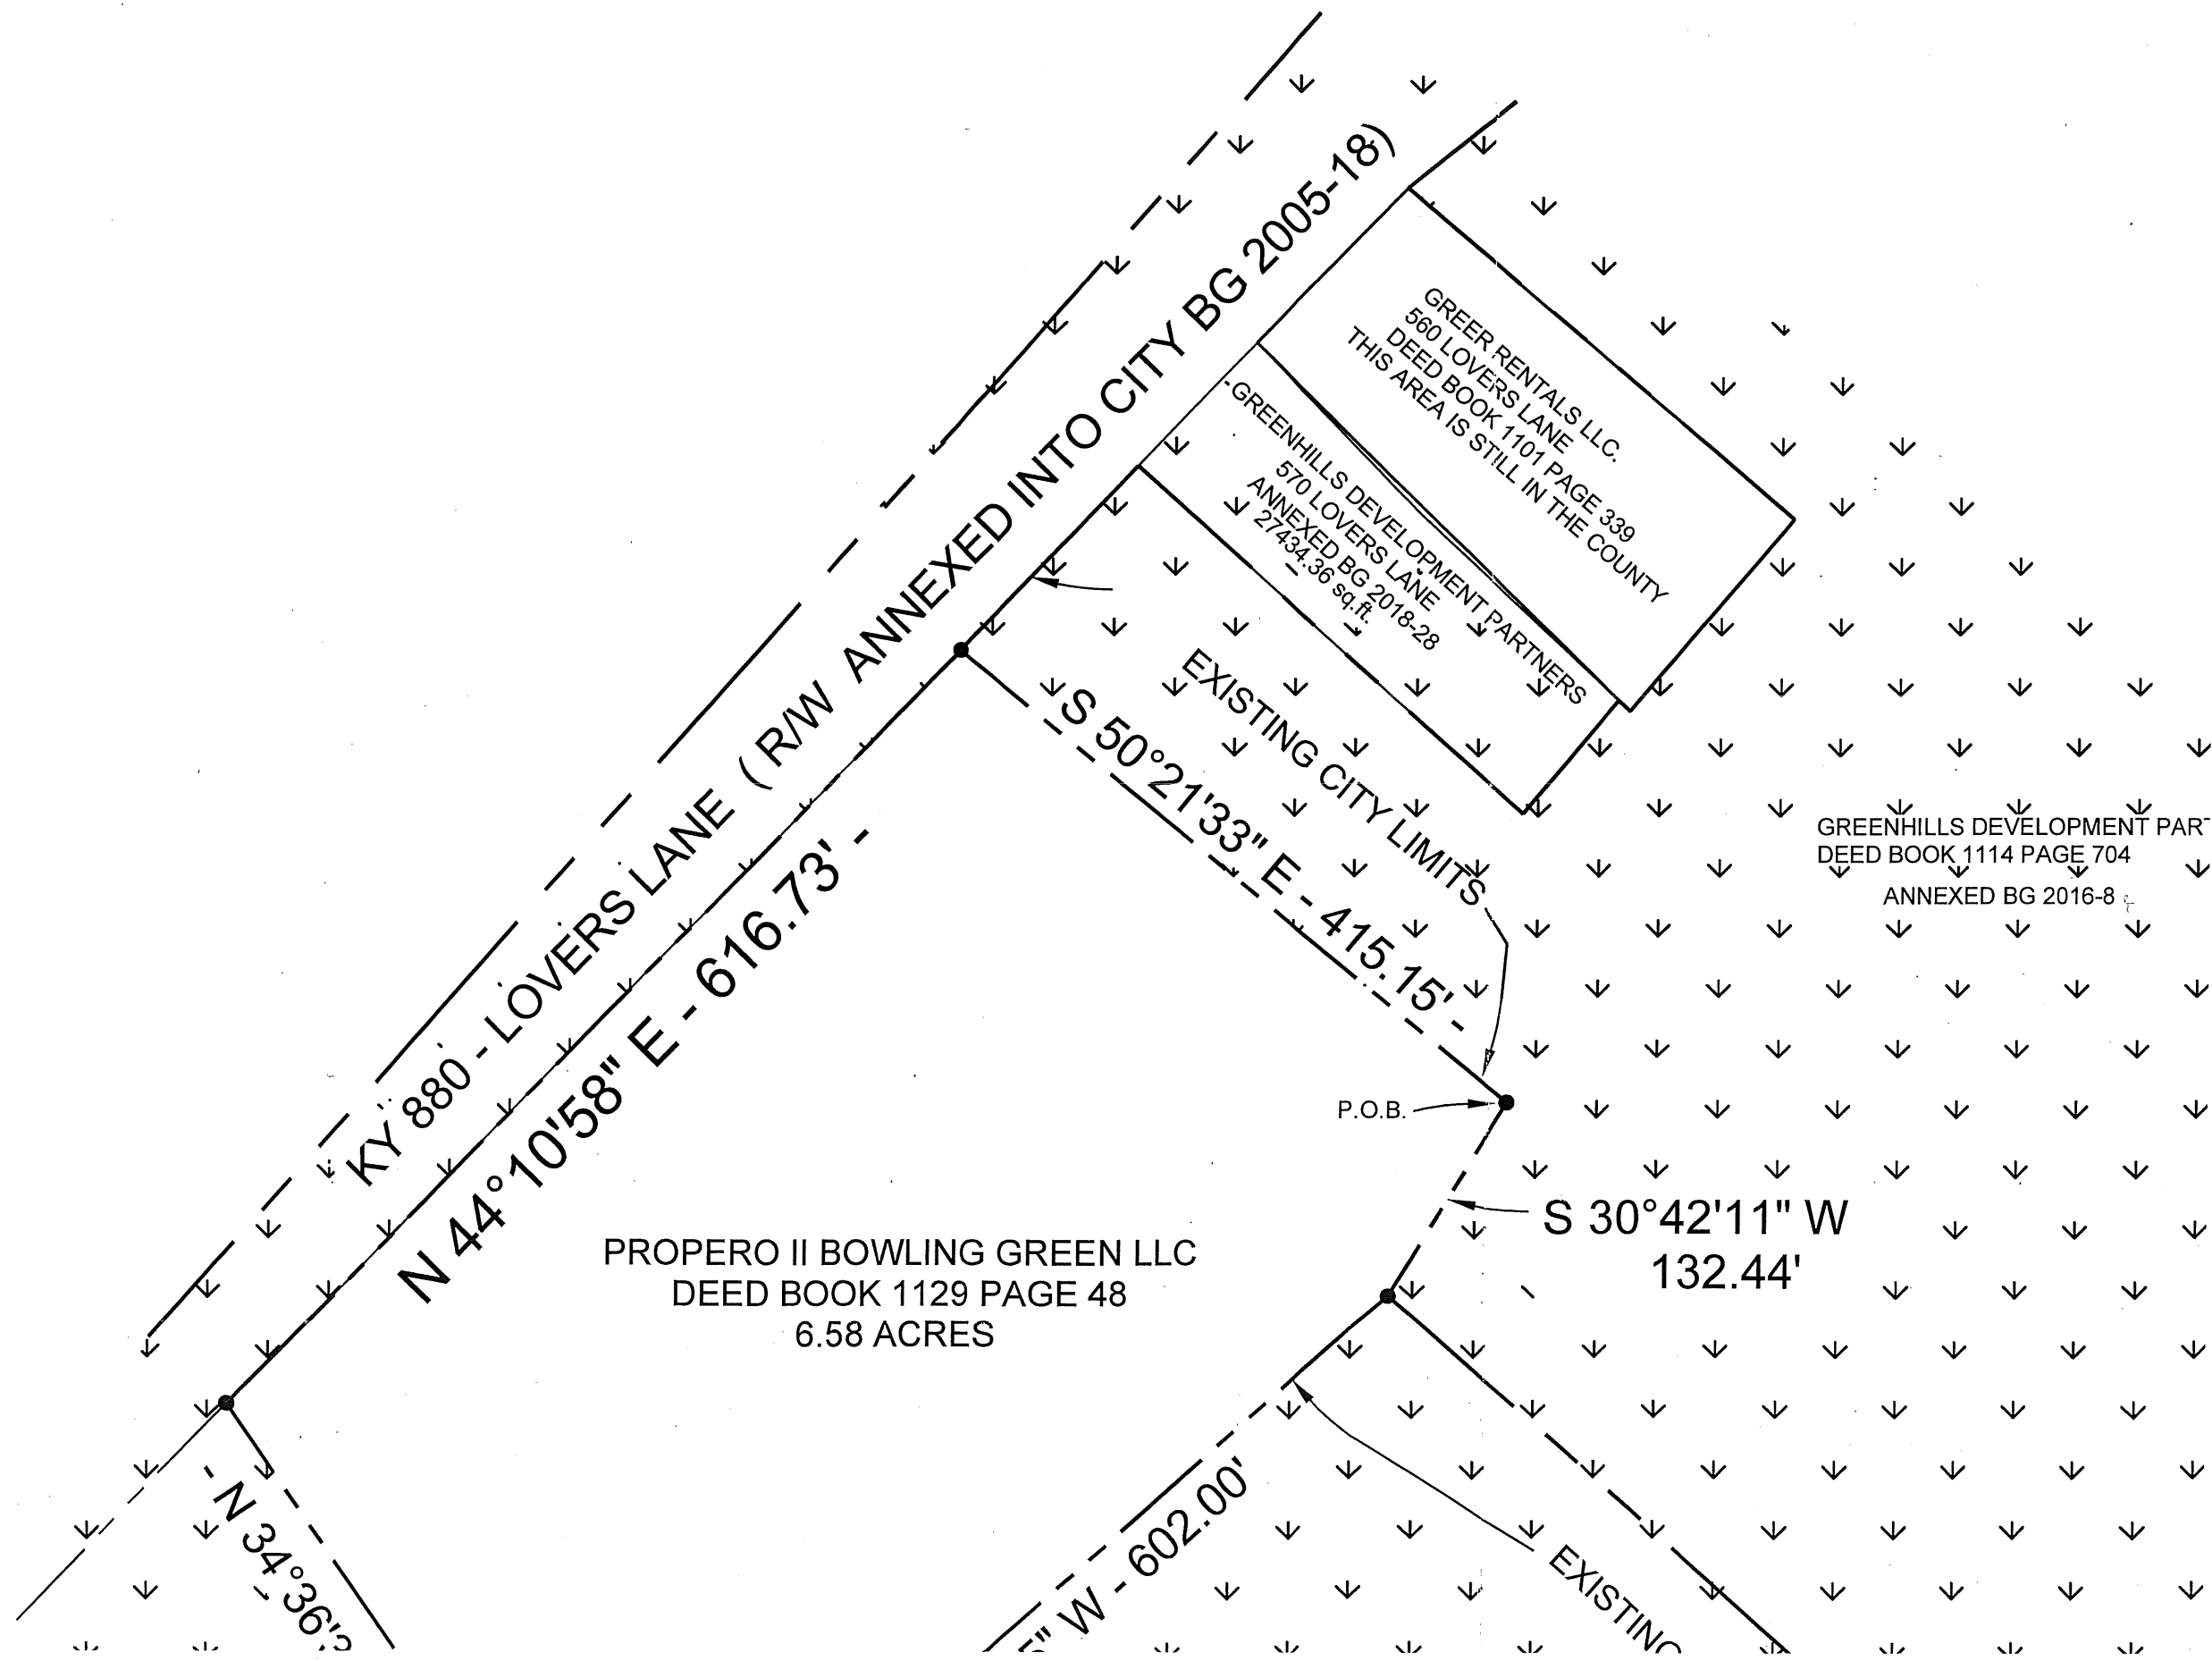 KY 880 - LOVERS LANE ( R/W ANNEXED INTO CITY BG 2005-18)
GREER RENTALS LLC.
560 LOVERS LANE
DEED BOOK 1101 PAGE 339
THIS AREA IS STILL IN THE COUNTY
GREENHILLS DEVELOPMENT PARTNERS
570 LOVERS LANE
ANNEXED BG 2018-28
27434.36 sq.ft.
EXISTING CITY LIMITS
S 50°21'33" E - 415.15'
N 44°10'58" E - 616.73'
GREENHILLS DEVELOPMENT PAR
DEED BOOK 1114 PAGE 704
ANNEXED BG 2016-8
P.O.B.
S 30°42'11" W
132.44'
PROPERO II BOWLING GREEN LLC
DEED BOOK 1129 PAGE 48
6.58 ACRES
N 34°36'
W - 602.00'
EXISTING